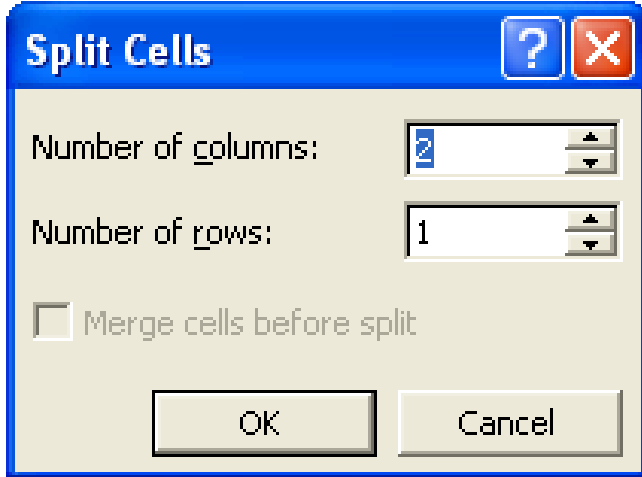 Split Cells
Number of columns: 2
Number of rows: 1
Merge cells before split
OK Cancel